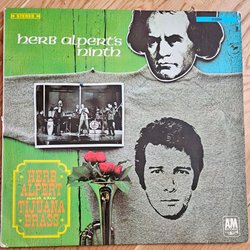 STEREO
herb alpert's
ninth
HERB
ALPERT
and the
TIJUANA
BRASS
A&M